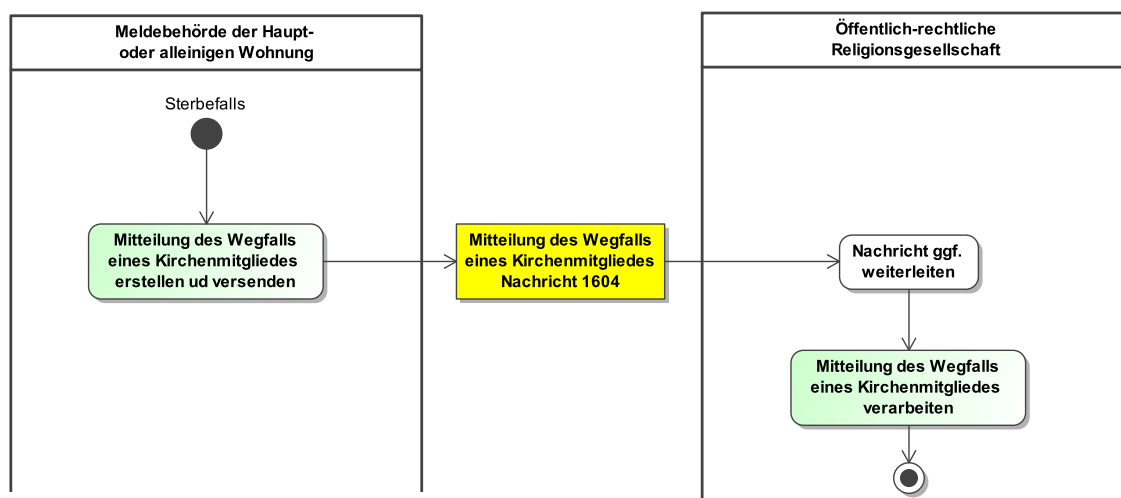 Meldebehörde der Haupt-
oder alleinigen Wohnung
Öffentlich-rechtliche
Religionsgesellschaft
Sterbefalls
Mitteilung des Wegfalls
eines Kirchenmitgliedes
erstellen ud versenden
Mitteilung des Wegfalls
eines Kirchenmitgliedes
Nachricht 1604
Nachricht ggf.
weiterleiten
Mitteilung des Wegfalls
eines Kirchenmitgliedes
verarbeiten